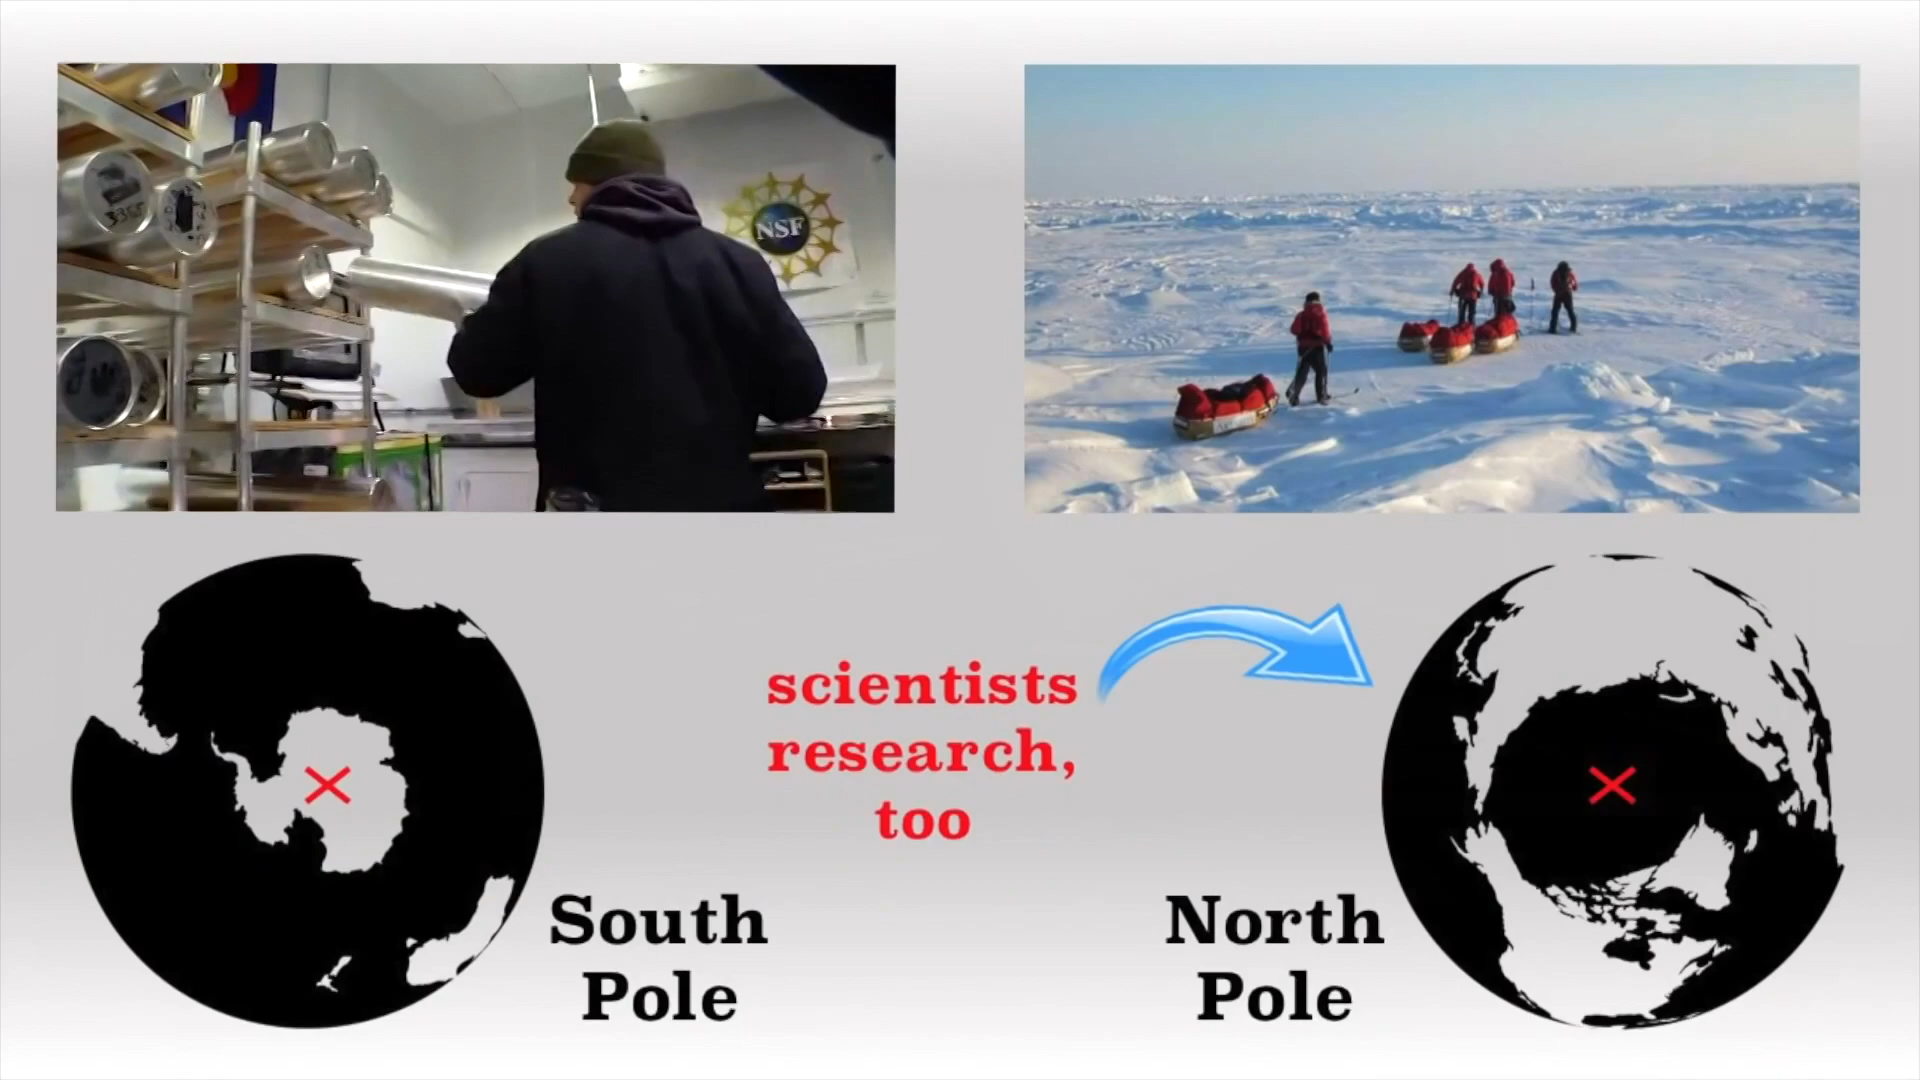 NSF
scientists
research,
too
South
Pole
North
Pole